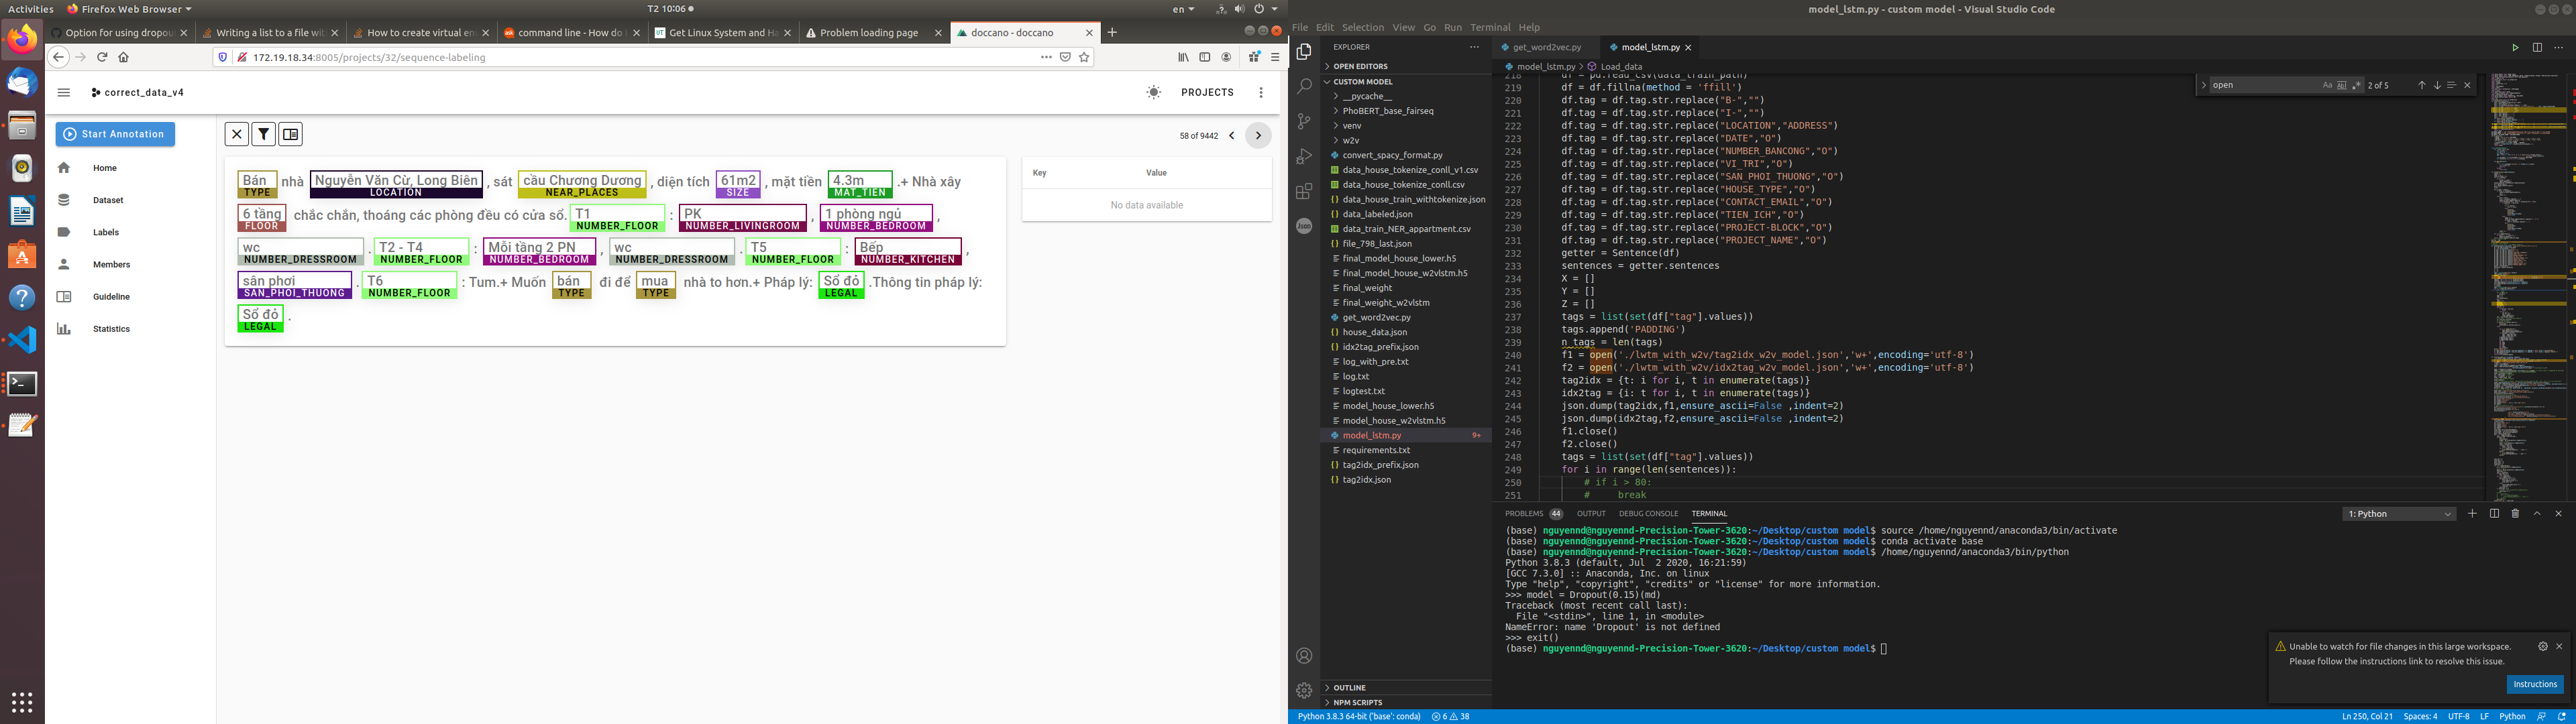 Activities
Firefox Web Browser
T2 10:06
en
Option for using dropou
Writing a list to a file wit
How to create virtual en
command line - How do
Get Linux System and Ha
Problem loading page
doccano - doccano
172.19.18.34:8005/projects/32/sequence-labeling
correct_data_v4
PROJECTS
Start Annotation
Home
Dataset
Labels
Members
Guideline
Statistics
58 of 9442
Bán nhà Nguyễn Văn Cừ, Long Biên , sát cầu Chương Dương , diện tích 61m2 , mặt tiền 4.3m .+ Nhà xây
TYPE LOCATION NEAR_PLACES SIZE MAT_TIEN
6 tầng chắc chắn, thoáng các phòng đều có cửa sổ. T1 : PK , 1 phòng ngủ ,
FLOOR NUMBER_FLOOR NUMBER_LIVINGROOM NUMBER_BEDROOM
wc . T2 - T4 : Mỗi tầng 2 PN , wc . T5 : Bếp ,
NUMBER_DRESSROOM NUMBER_FLOOR NUMBER_BEDROOM NUMBER_DRESSROOM NUMBER_FLOOR NUMBER_KITCHEN
sân phơi . T6 : Tum.+ Muốn bán đi để mua nhà to hơn.+ Pháp lý: Sổ đỏ .Thông tin pháp lý:
SAN_PHOI_THUONG NUMBER_FLOOR TYPE TYPE LEGAL
Sổ đỏ .
LEGAL
Key Value
No data available
model_lstm.py - custom model - Visual Studio Code
File Edit Selection View Go Run Terminal Help
EXPLORER
OPEN EDITORS
CUSTOM MODEL
__pycache__
PhoBERT_base_fairseq
venv
w2v
convert_spacy_format.py
data_house_tokenize_conll_v1.csv
data_house_tokenize_conll.csv
data_house_train_withtokenize.json
data_labeled.json
data_train_NER_appartment.csv
file_798_last.json
final_model_house_lower.h5
final_model_house_w2vlstm.h5
final_weight
final_weight_w2vlstm
get_word2vec.py
house_data.json
idx2tag_prefix.json
log_with_pre.txt
log.txt
logtest.txt
model_house_lower.h5
model_house_w2vlstm.h5
model_lstm.py 9+
requirements.txt
tag2idx_prefix.json
tag2idx.json
OUTLINE
NPM SCRIPTS
get_word2vec.py
model_lstm.py
model_lstm.py > Load_data
open
2 of 5
218 df = pd.read_csv(data_train_path)
219 df = df.fillna(method = 'ffill')
220 df.tag = df.tag.str.replace("B-","")
221 df.tag = df.tag.str.replace("I-","")
222 df.tag = df.tag.str.replace("LOCATION","ADDRESS")
223 df.tag = df.tag.str.replace("DATE","O")
224 df.tag = df.tag.str.replace("NUMBER_BANCONG","O")
225 df.tag = df.tag.str.replace("VI_TRI","O")
226 df.tag = df.tag.str.replace("SAN_PHOI_THUONG","O")
227 df.tag = df.tag.str.replace("HOUSE_TYPE","O")
228 df.tag = df.tag.str.replace("CONTACT_EMAIL","O")
229 df.tag = df.tag.str.replace("TIEN_ICH","O")
230 df.tag = df.tag.str.replace("PROJECT-BLOCK","O")
231 df.tag = df.tag.str.replace("PROJECT_NAME","O")
232 getter = Sentence(df)
233 sentences = getter.sentences
234 X = []
235 Y = []
236 Z = []
237 tags = list(set(df["tag"].values))
238 tags.append('PADDING')
239 n_tags = len(tags)
240 f1 = open('./lwtm_with_w2v/tag2idx_w2v_model.json','w+',encoding='utf-8')
241 f2 = open('./lwtm_with_w2v/idx2tag_w2v_model.json','w+',encoding='utf-8')
242 tag2idx = {t: i for i, t in enumerate(tags)}
243 idx2tag = {i: t for i, t in enumerate(tags)}
244 json.dump(tag2idx,f1,ensure_ascii=False ,indent=2)
245 json.dump(idx2tag,f2,ensure_ascii=False ,indent=2)
246 f1.close()
247 f2.close()
248 tags = list(set(df["tag"].values))
249 for i in range(len(sentences)):
250 # if i > 80:
251 # break
PROBLEMS 44 OUTPUT DEBUG CONSOLE TERMINAL
1: Python
(base) nguyennd@nguyennd-Precision-Tower-3620:~/Desktop/custom model$ source /home/nguyennd/anaconda3/bin/activate
(base) nguyennd@nguyennd-Precision-Tower-3620:~/Desktop/custom model$ conda activate base
(base) nguyennd@nguyennd-Precision-Tower-3620:~/Desktop/custom model$ /home/nguyennd/anaconda3/bin/python
Python 3.8.3 (default, Jul 2 2020, 16:21:59)
[GCC 7.3.0] :: Anaconda, Inc. on linux
Type "help", "copyright", "credits" or "license" for more information.
>>> model = Dropout(0.15)(md)
Traceback (most recent call last):
File "<stdin>", line 1, in <module>
NameError: name 'Dropout' is not defined
>>> exit()
(base) nguyennd@nguyennd-Precision-Tower-3620:~/Desktop/custom model$
Unable to watch for file changes in this large workspace.
Please follow the instructions link to resolve this issue.
Instructions
Python 3.8.3 64-bit ('base': conda) 6 38
Ln 250, Col 21 Spaces: 4 UTF-8 LF Python